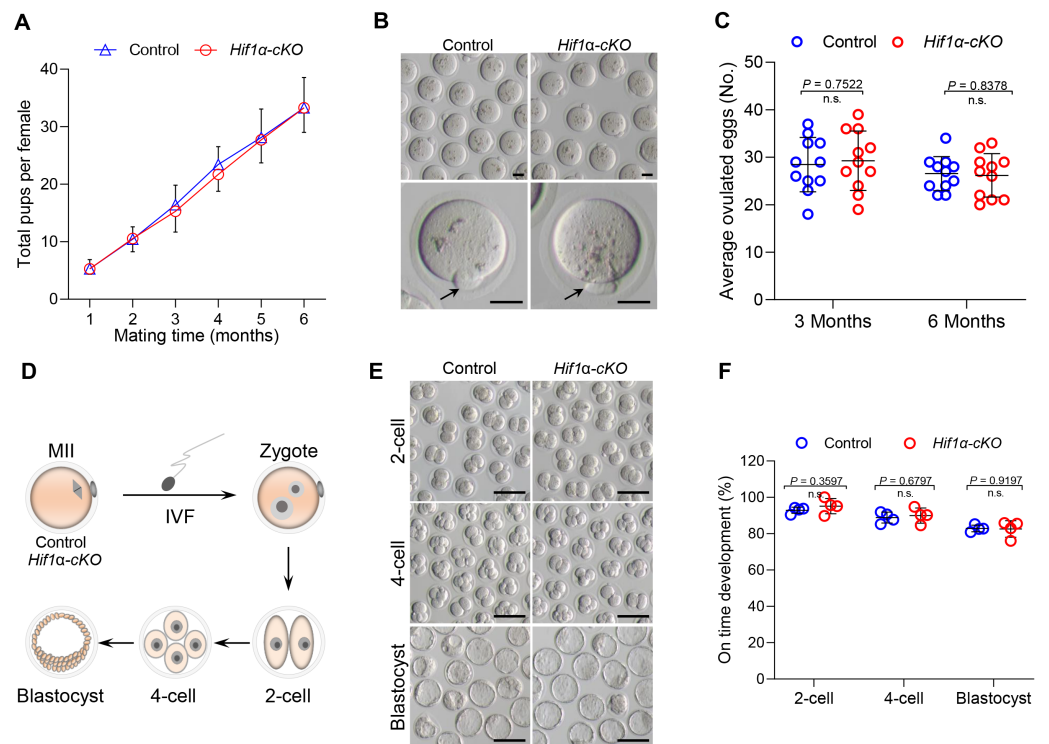 A
Control
Hif1α-cKO
Total pups per female
40
30
20
10
0
1 2 3 4 5 6
Mating time (months)
B
Control
Hif1α-cKO
C
Control
Hif1α-cKO
Average ovulated eggs (No.)
50
40
30
20
10
0
P = 0.7522
n.s.
P = 0.8378
n.s.
3 Months
6 Months
D
MII
Zygote
IVF
Control
Hif1α-cKO
Blastocyst
4-cell
2-cell
E
Control
Hif1α-cKO
2-cell
4-cell
Blastocyst
F
Control
Hif1α-cKO
On time development (%)
120
100
80
60
40
20
0
P = 0.3597
n.s.
P = 0.6797
n.s.
P = 0.9197
n.s.
2-cell
4-cell
Blastocyst